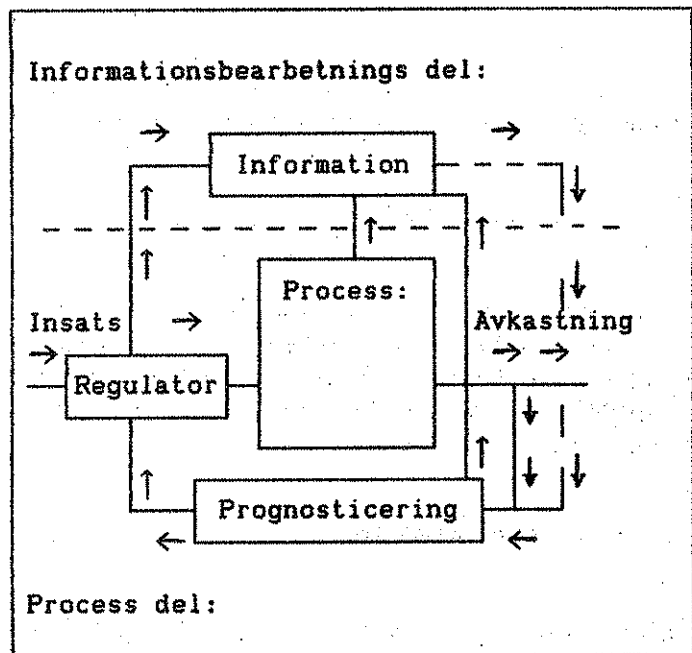 Informationsbearbetnings del:
Information
Process:
Insats
Avkastning
Regulator
Prognosticering
Process del: